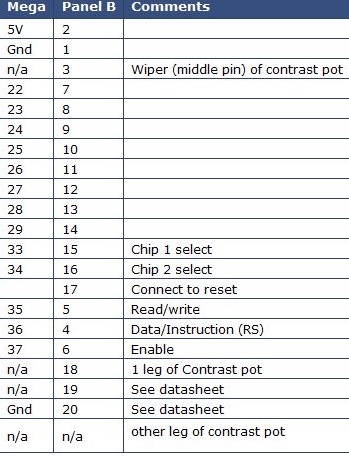 Mega Panel B Comments
5V 2
Gnd 1
n/a 3 Wiper (middle pin) of contrast pot
22 7
23 8
24 9
25 10
26 11
27 12
28 13
29 14
33 15 Chip 1 select
34 16 Chip 2 select
17 Connect to reset
35 5 Read/write
36 4 Data/Instruction (RS)
37 6 Enable
n/a 18 1 leg of Contrast pot
n/a 19 See datasheet
Gnd 20 See datasheet
n/a n/a other leg of contrast pot